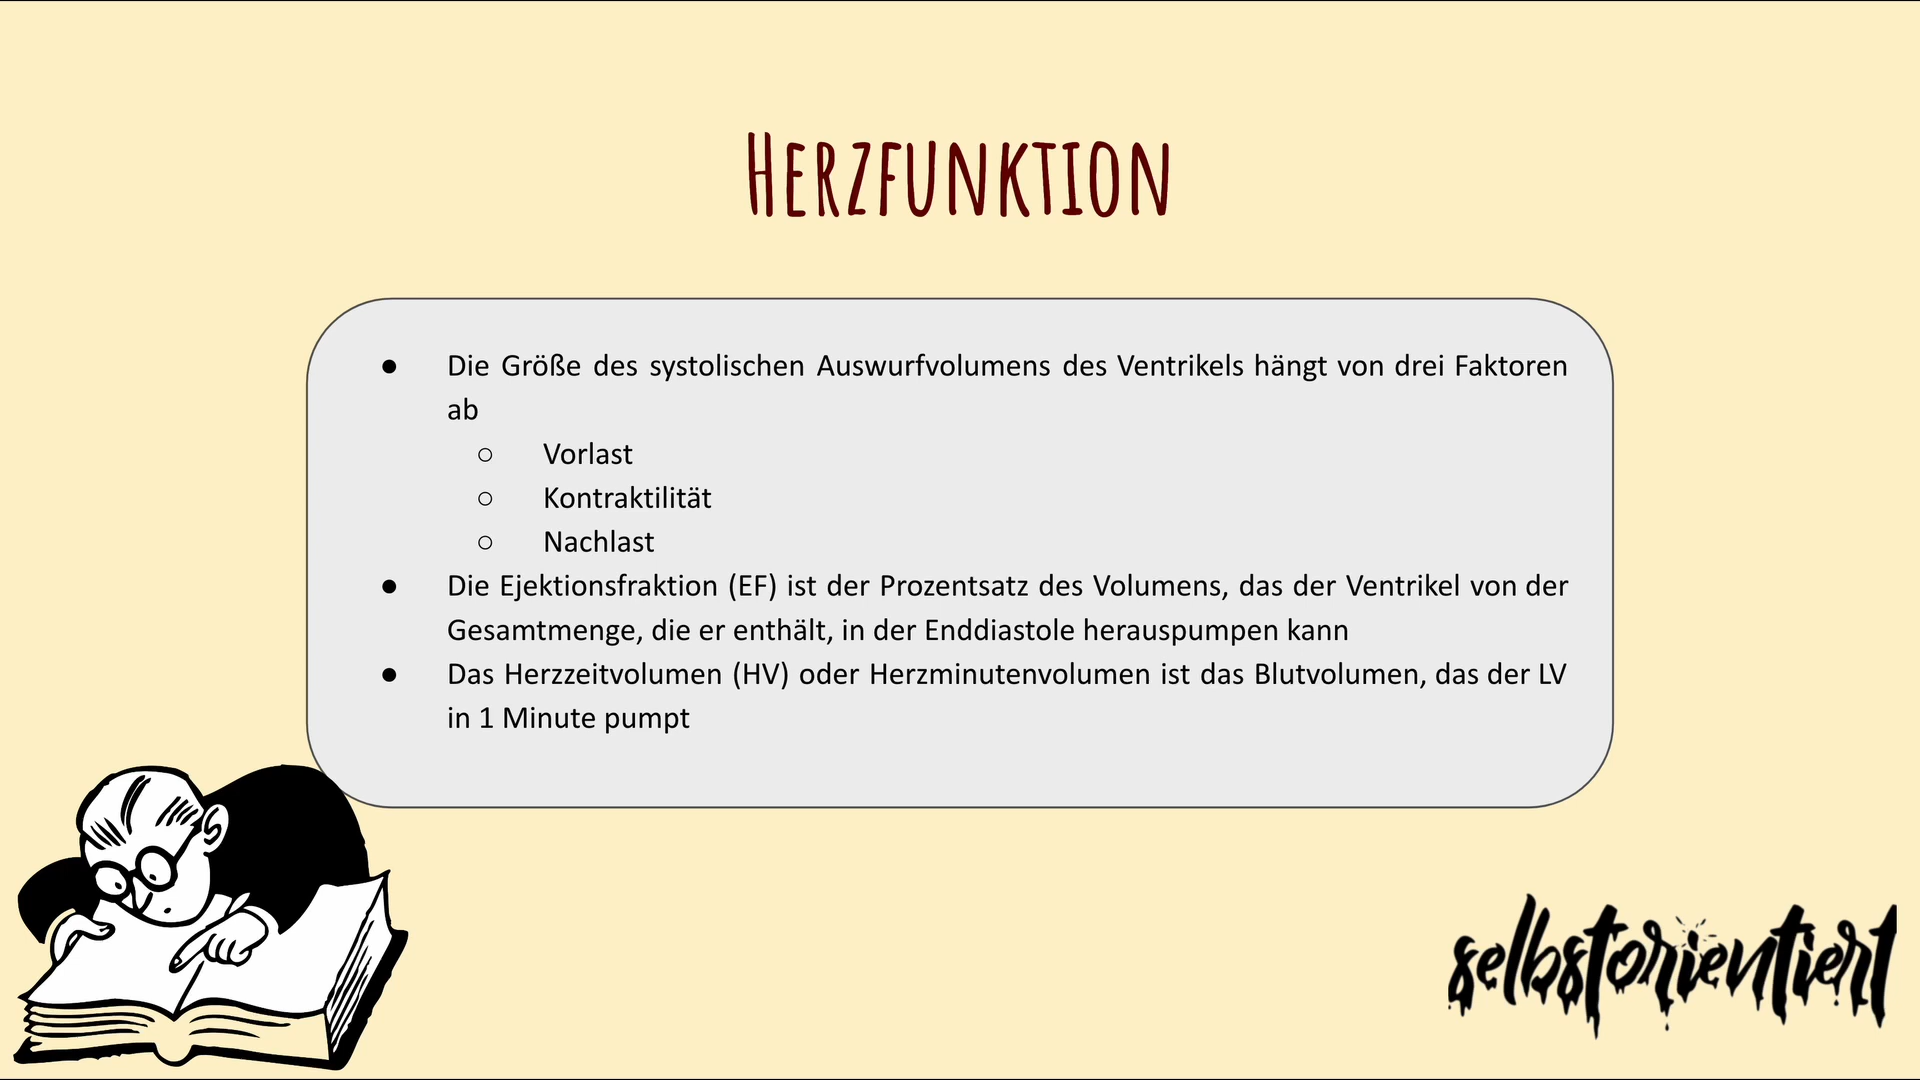 Herzfunktion
● Die Größe des systolischen Auswurfvolumens des Ventrikels hängt von drei Faktoren
ab
○ Vorlast
○ Kontraktilität
○ Nachlast
● Die Ejektionsfraktion (EF) ist der Prozentsatz des Volumens, das der Ventrikel von der
Gesamtmenge, die er enthält, in der Enddiastole herauspumpen kann
● Das Herzzeitvolumen (HV) oder Herzminutenvolumen ist das Blutvolumen, das der LV
in 1 Minute pumpt
selbstorientiert